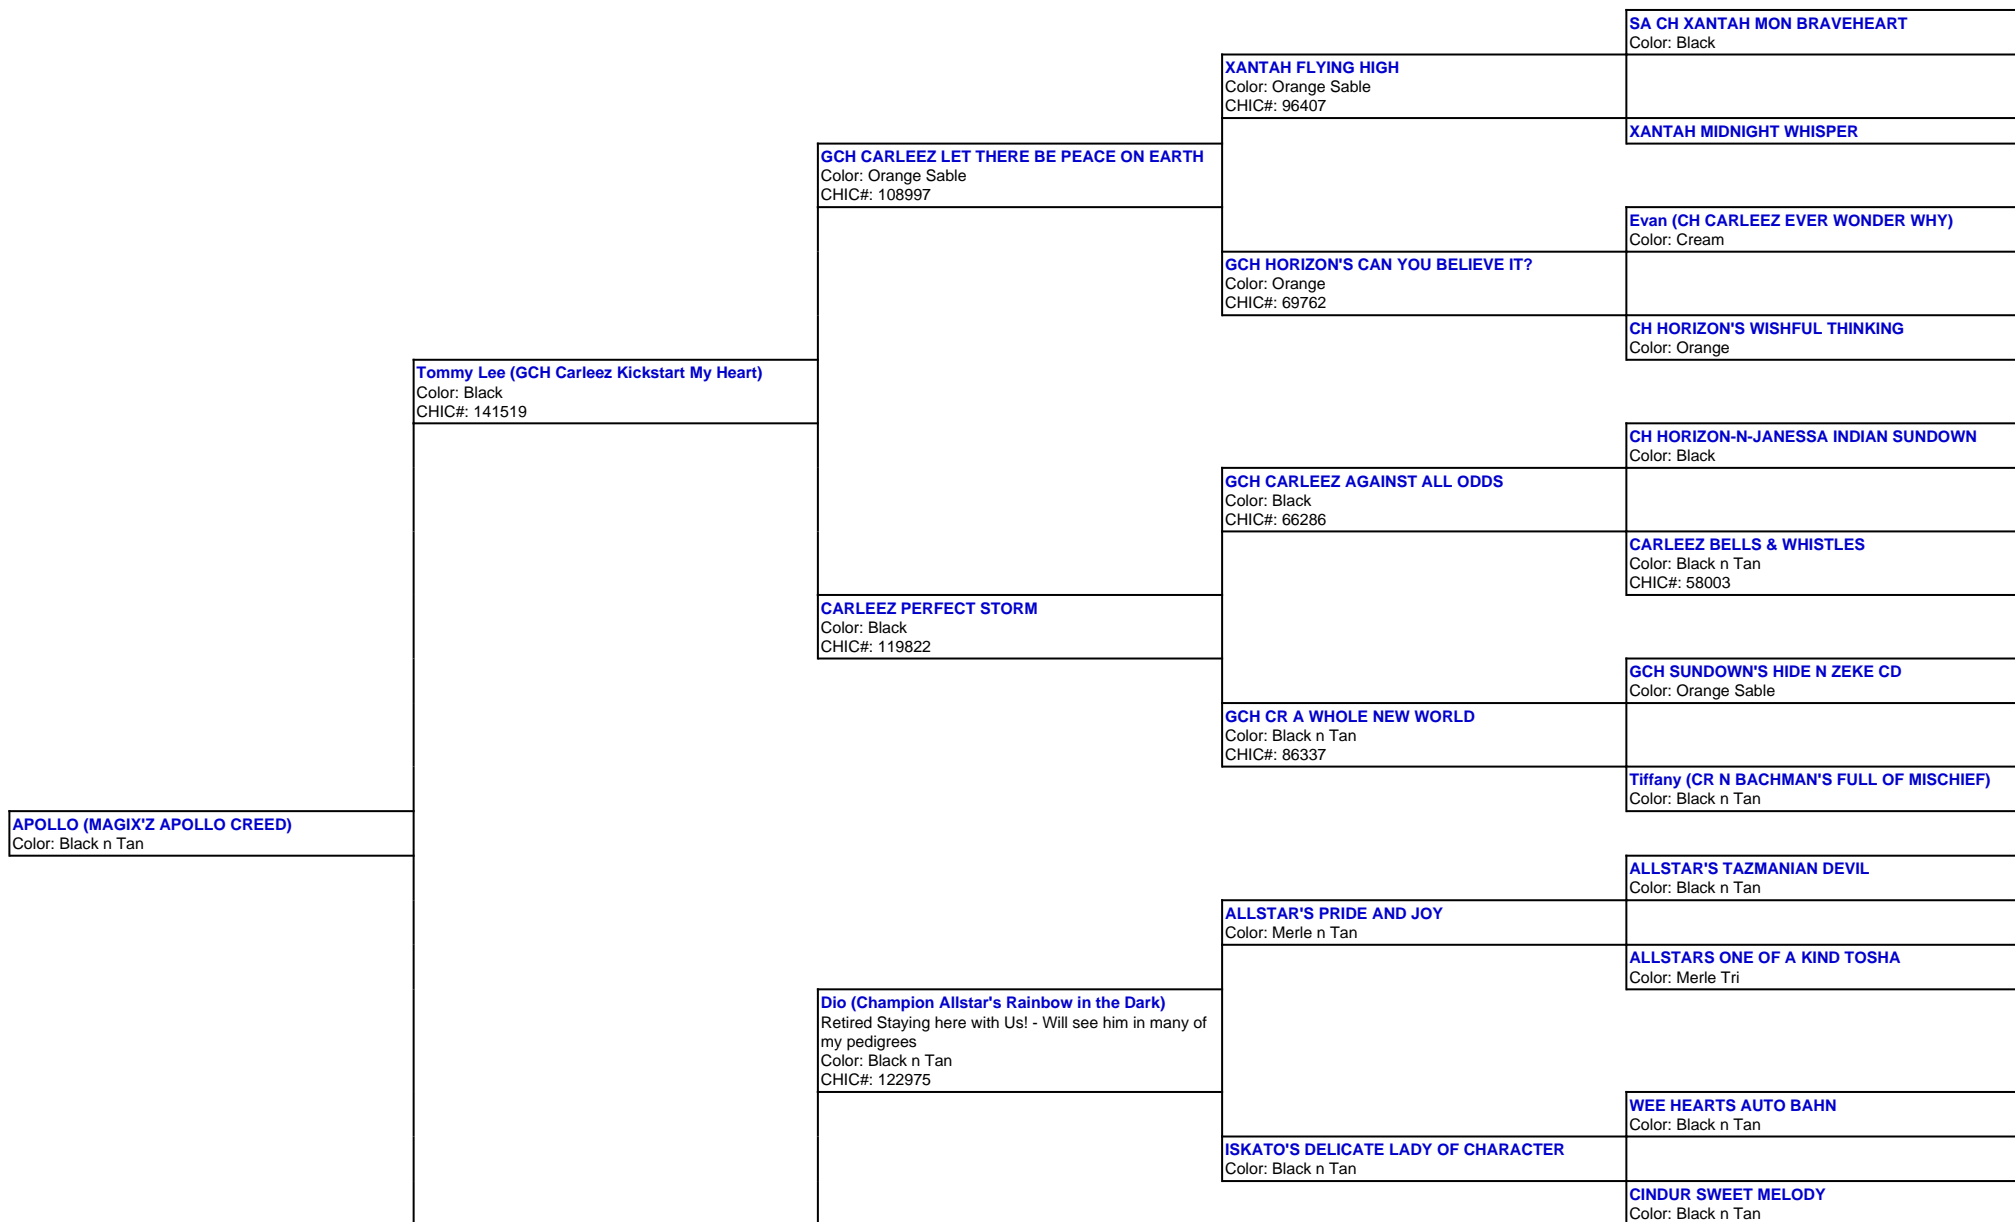 SA CH XANTAH MON BRAVEHEART
Color: Black
XANTAH FLYING HIGH
Color: Orange Sable
CHIC#: 96407
XANTAH MIDNIGHT WHISPER
GCH CARLEEZ LET THERE BE PEACE ON EARTH
Color: Orange Sable
CHIC#: 108997
Evan (CH CARLEEZ EVER WONDER WHY)
Color: Cream
GCH HORIZON'S CAN YOU BELIEVE IT?
Color: Orange
CHIC#: 69762
CH HORIZON'S WISHFUL THINKING
Color: Orange
Tommy Lee (GCH Carleez Kickstart My Heart)
Color: Black
CHIC#: 141519
CH HORIZON-N-JANESSA INDIAN SUNDOWN
Color: Black
GCH CARLEEZ AGAINST ALL ODDS
Color: Black
CHIC#: 66286
CARLEEZ BELLS & WHISTLES
Color: Black n Tan
CHIC#: 58003
CARLEEZ PERFECT STORM
Color: Black
CHIC#: 119822
GCH SUNDOWN'S HIDE N ZEKE CD
Color: Orange Sable
GCH CR A WHOLE NEW WORLD
Color: Black n Tan
CHIC#: 86337
Tiffany (CR N BACHMAN'S FULL OF MISCHIEF)
Color: Black n Tan
APOLLO (MAGIX'Z APOLLO CREED)
Color: Black n Tan
ALLSTAR'S TAZMANIAN DEVIL
Color: Black n Tan
ALLSTAR'S PRIDE AND JOY
Color: Merle n Tan
ALLSTARS ONE OF A KIND TOSHA
Color: Merle Tri
Dio (Champion Allstar's Rainbow in the Dark)
Retired Staying here with Us! - Will see him in many of
my pedigrees
Color: Black n Tan
CHIC#: 122975
WEE HEARTS AUTO BAHN
Color: Black n Tan
ISKATO'S DELICATE LADY OF CHARACTER
Color: Black n Tan
CINDUR SWEET MELODY
Color: Black n Tan